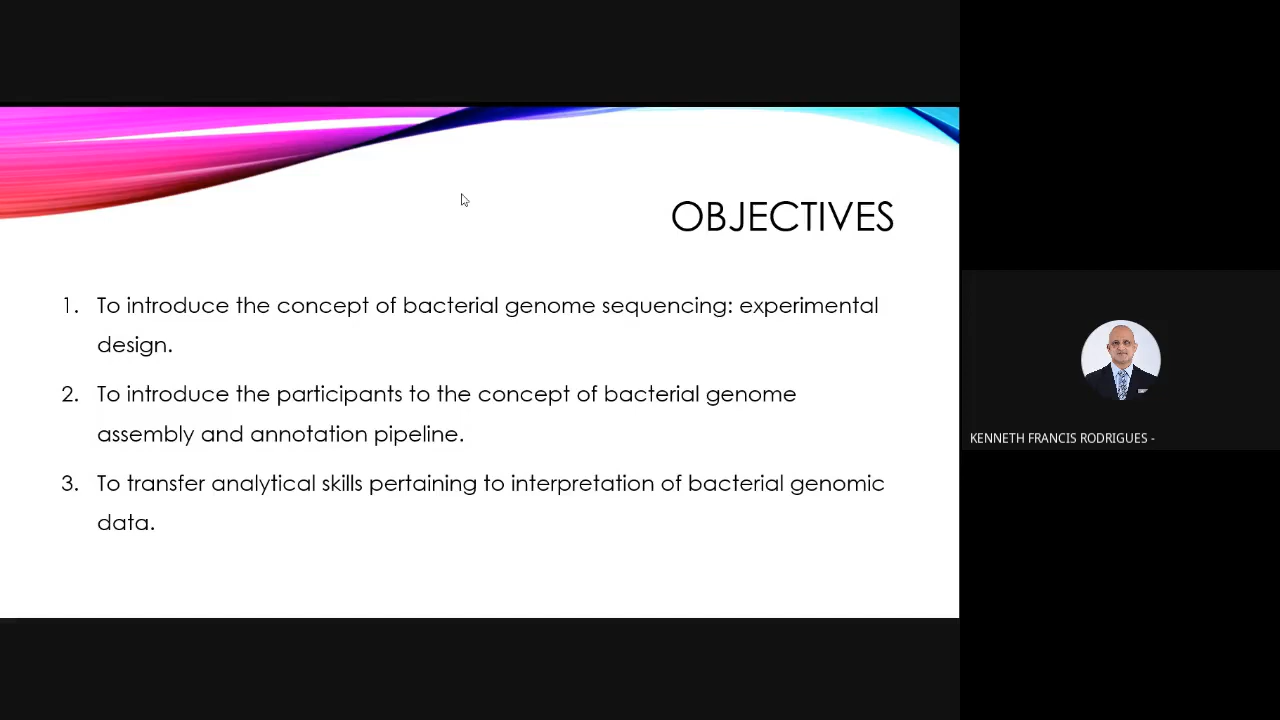 OBJECTIVES
1. To introduce the concept of bacterial genome sequencing: experimental
design.
2. To introduce the participants to the concept of bacterial genome
assembly and annotation pipeline.
3. To transfer analytical skills pertaining to interpretation of bacterial genomic
data.
KENNETH FRANCIS RODRIGUES -